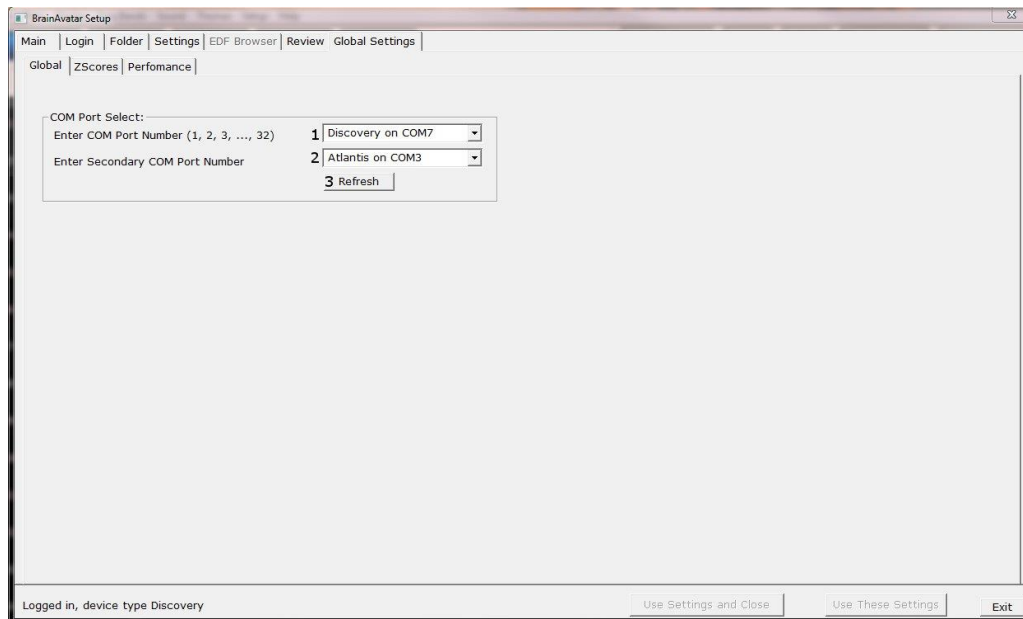 BrainAvatar Setup
Main Login Folder Settings EDF Browser Review Global Settings
Global ZScores Perfomance
COM Port Select:
Enter COM Port Number (1, 2, 3, ..., 32) 1 Discovery on COM7
Enter Secondary COM Port Number 2 Atlantis on COM3
3 Refresh
Logged in, device type Discovery Use Settings and Close Use These Settings Exit